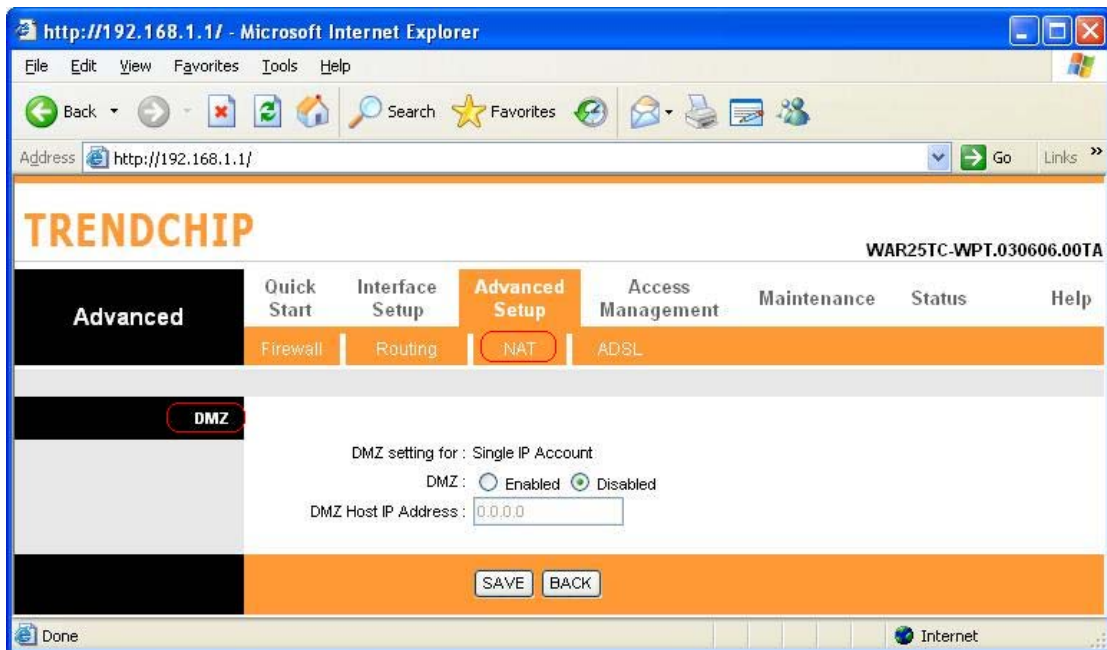 http://192.168.1.1/ - Microsoft Internet Explorer
File Edit View Favorites Tools Help
Back Search Favorites
Address http://192.168.1.1/ Go Links »
TRENDCHIP
WAR25TC-WPT.030606.00TA
Advanced
Quick Start Interface Setup Advanced Setup Access Management Maintenance Status Help
Firewall Routing NAT ADSL
DMZ
DMZ setting for : Single IP Account
DMZ : Enabled Disabled
DMZ Host IP Address : 0.0.0.0
SAVE BACK
Done Internet